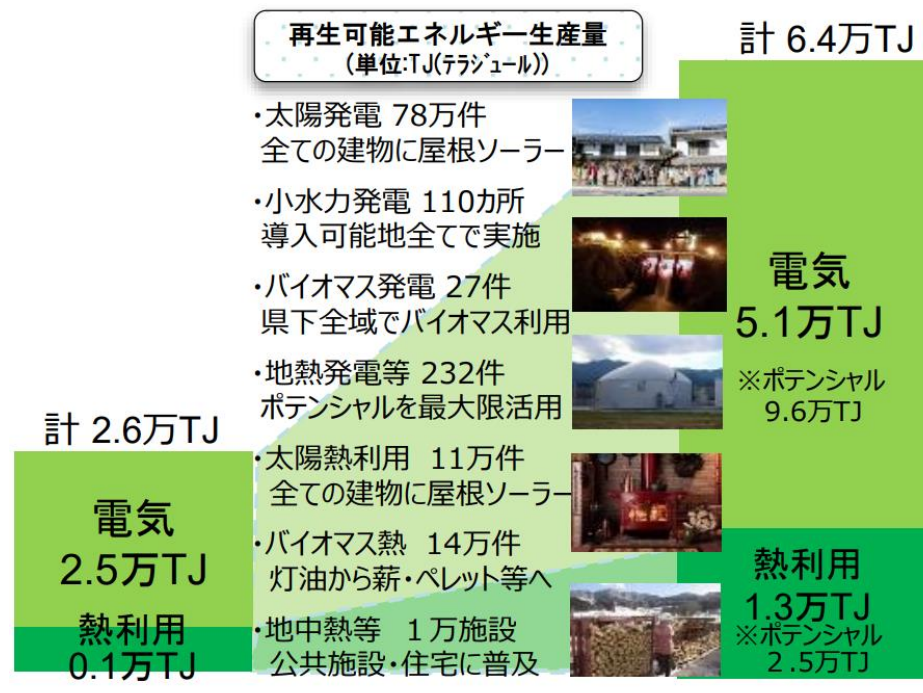 再生可能エネルギー生産量
(単位:TJ(ﾃﾗｼﾞｭｰﾙ))
計 6.4万TJ
・太陽発電 78万件
全ての建物に屋根ソーラー
・小水力発電 110カ所
導入可能地全てで実施
・バイオマス発電 27件
県下全域でバイオマス利用
・地熱発電等 232件
ポテンシャルを最大限活用
・太陽熱利用 11万件
全ての建物に屋根ソーラー
・バイオマス熱 14万件
灯油から薪・ペレット等へ
・地中熱等 1万施設
公共施設・住宅に普及
計 2.6万TJ
電気
2.5万TJ
熱利用
0.1万TJ
電気
5.1万TJ
※ポテンシャル
9.6万TJ
熱利用
1.3万TJ
※ポテンシャル
2.5万TJ